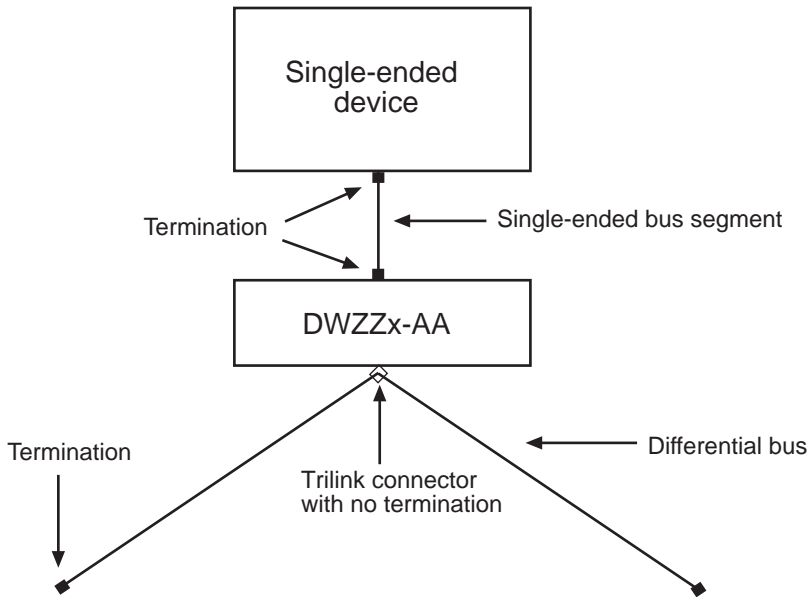 Single-ended
device
Termination
Single-ended bus segment
DWZZx-AA
Termination
Differential bus
Trilink connector
with no termination